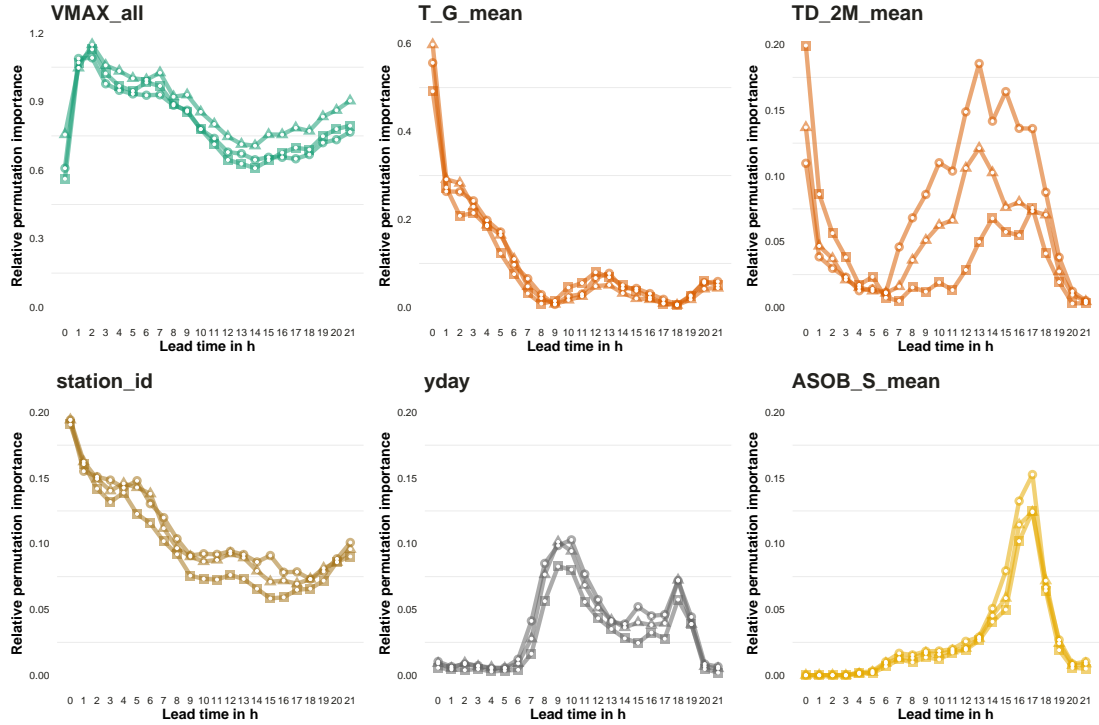 VMAX_all
T_G_mean
TD_2M_mean
Relative permutation importance
1.2
0.9
0.6
0.3
0.0
0 1 2 3 4 5 6 7 8 9 10 11 12 13 14 15 16 17 18 19 20 21
Lead time in h
Relative permutation importance
0.6
0.4
0.2
0.0
0 1 2 3 4 5 6 7 8 9 10 11 12 13 14 15 16 17 18 19 20 21
Lead time in h
Relative permutation importance
0.20
0.15
0.10
0.05
0.00
0 1 2 3 4 5 6 7 8 9 10 11 12 13 14 15 16 17 18 19 20 21
Lead time in h
station_id
yday
ASOB_S_mean
Relative permutation importance
0.20
0.15
0.10
0.05
0.00
0 1 2 3 4 5 6 7 8 9 10 11 12 13 14 15 16 17 18 19 20 21
Lead time in h
Relative permutation importance
0.20
0.15
0.10
0.05
0.00
0 1 2 3 4 5 6 7 8 9 10 11 12 13 14 15 16 17 18 19 20 21
Lead time in h
Relative permutation importance
0.20
0.15
0.10
0.05
0.00
0 1 2 3 4 5 6 7 8 9 10 11 12 13 14 15 16 17 18 19 20 21
Lead time in h